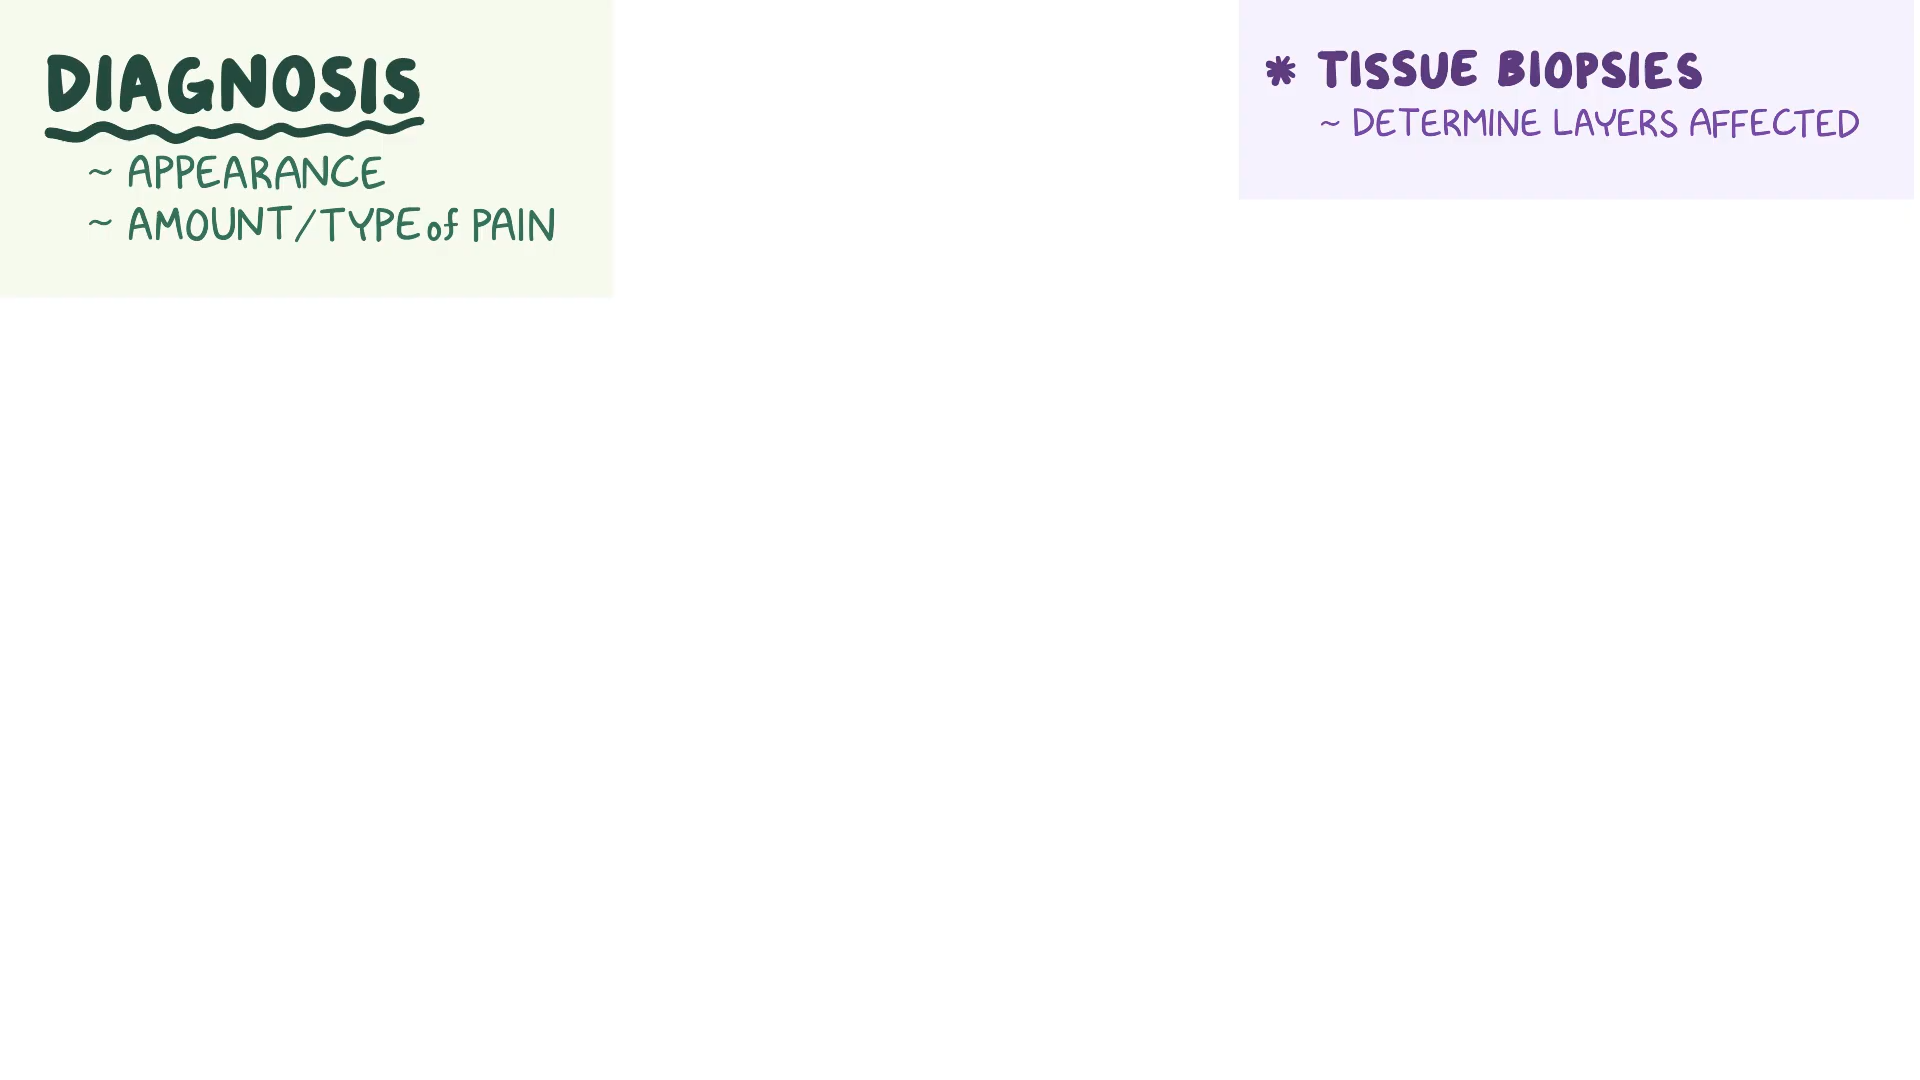 DIAGNOSIS
~ APPEARANCE
~ AMOUNT/TYPE of PAIN
* TISSUE BIOPSIES
~ DETERMINE LAYERS AFFECTED